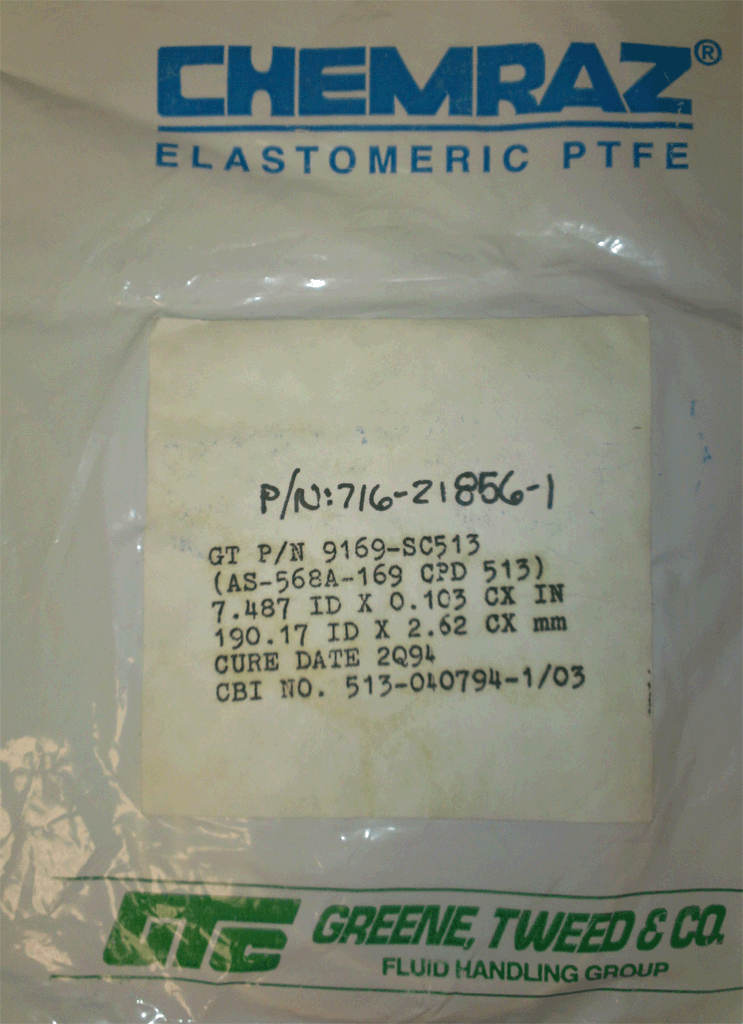 CHEMRAZ®
ELASTOMERIC PTFE
P/N:716-21856-1
GT P/N 9169-SC513
(AS-568A-169 CPD 513)
7.487 ID X 0.103 CX IN
190.17 ID X 2.62 CX mm
CURE DATE 2Q94
CBI NO. 513-040794-1/03
GTC GREENE, TWEED & CO.
FLUID HANDLING GROUP